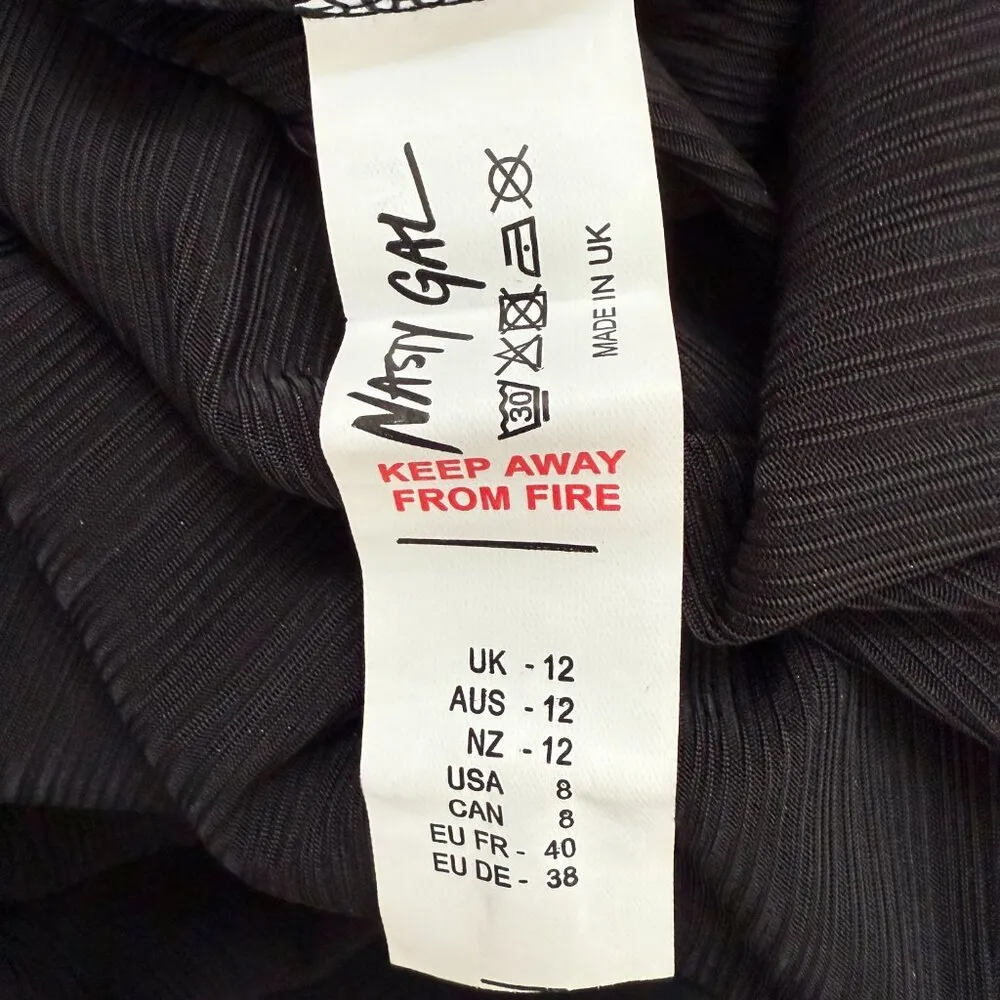 NASTY GAL
30
MADE IN UK
KEEP AWAY
FROM FIRE
UK - 12
AUS - 12
NZ - 12
USA 8
CAN 8
EU FR - 40
EU DE - 38